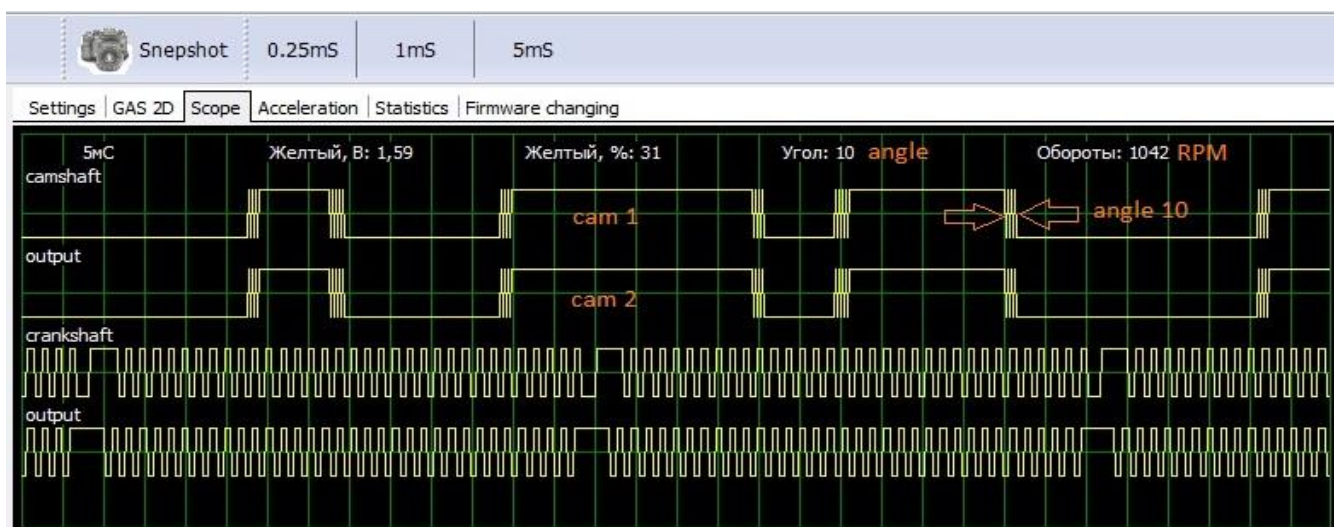 Snepshot 0.25mS 1mS 5mS
Settings GAS 2D Scope Acceleration Statistics Firmware changing
5мС Желтый, В: 1,59 Желтый, %: 31 Угол: 10 angle Обороты: 1042 RPM
camshaft
cam 1 angle 10
output
cam 2
crankshaft
output